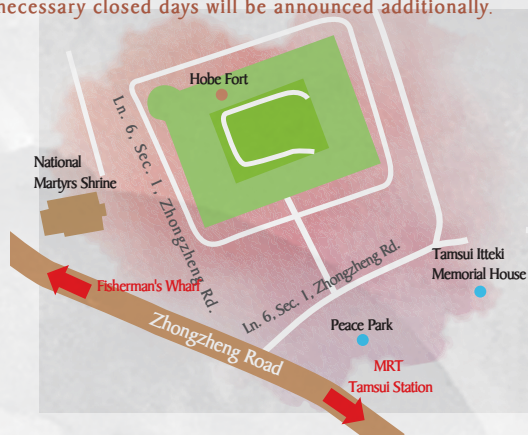 necessary closed days will be announced additionally.
Hobe Fort
Ln. 6, Sec. 1, Zhongzheng Rd.
National
Martyrs Shrine
Tamsui Itteki
Memorial House
Ln. 6, Sec. 1, Zhongzheng Rd.
Fisherman's Wharf
Peace Park
Zhongzheng Road
MRT
Tamsui Station